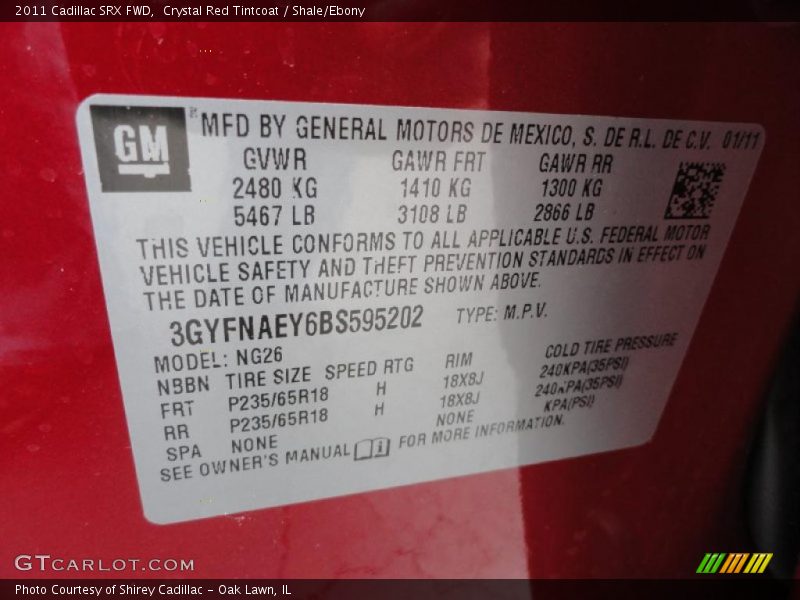 2011 Cadillac SRX FWD,  Crystal Red Tintcoat / Shale/Ebony
GM
MFD BY GENERAL MOTORS DE MEXICO, S. DE R.L. DE C.V. 01/11
GVWR GAWR FRT GAWR RR
2480 KG 1410 KG 1300 KG
5467 LB 3108 LB 2866 LB
THIS VEHICLE CONFORMS TO ALL APPLICABLE U.S. FEDERAL MOTOR
VEHICLE SAFETY AND THEFT PREVENTION STANDARDS IN EFFECT ON
THE DATE OF MANUFACTURE SHOWN ABOVE.
3GYFNAEY6BS595202 TYPE: M.P.V.
MODEL: NG26
NBBN TIRE SIZE SPEED RTG RIM COLD TIRE PRESSURE
FRT P235/65R18 H 18X8J 240KPA(35PSI)
RR P235/65R18 H 18X8J 240KPA(35PSI)
SPA NONE NONE KPA(PSI)
SEE OWNER'S MANUAL FOR MORE INFORMATION.
GTCARLOT.COM
Photo Courtesy of Shirey Cadillac - Oak Lawn, IL